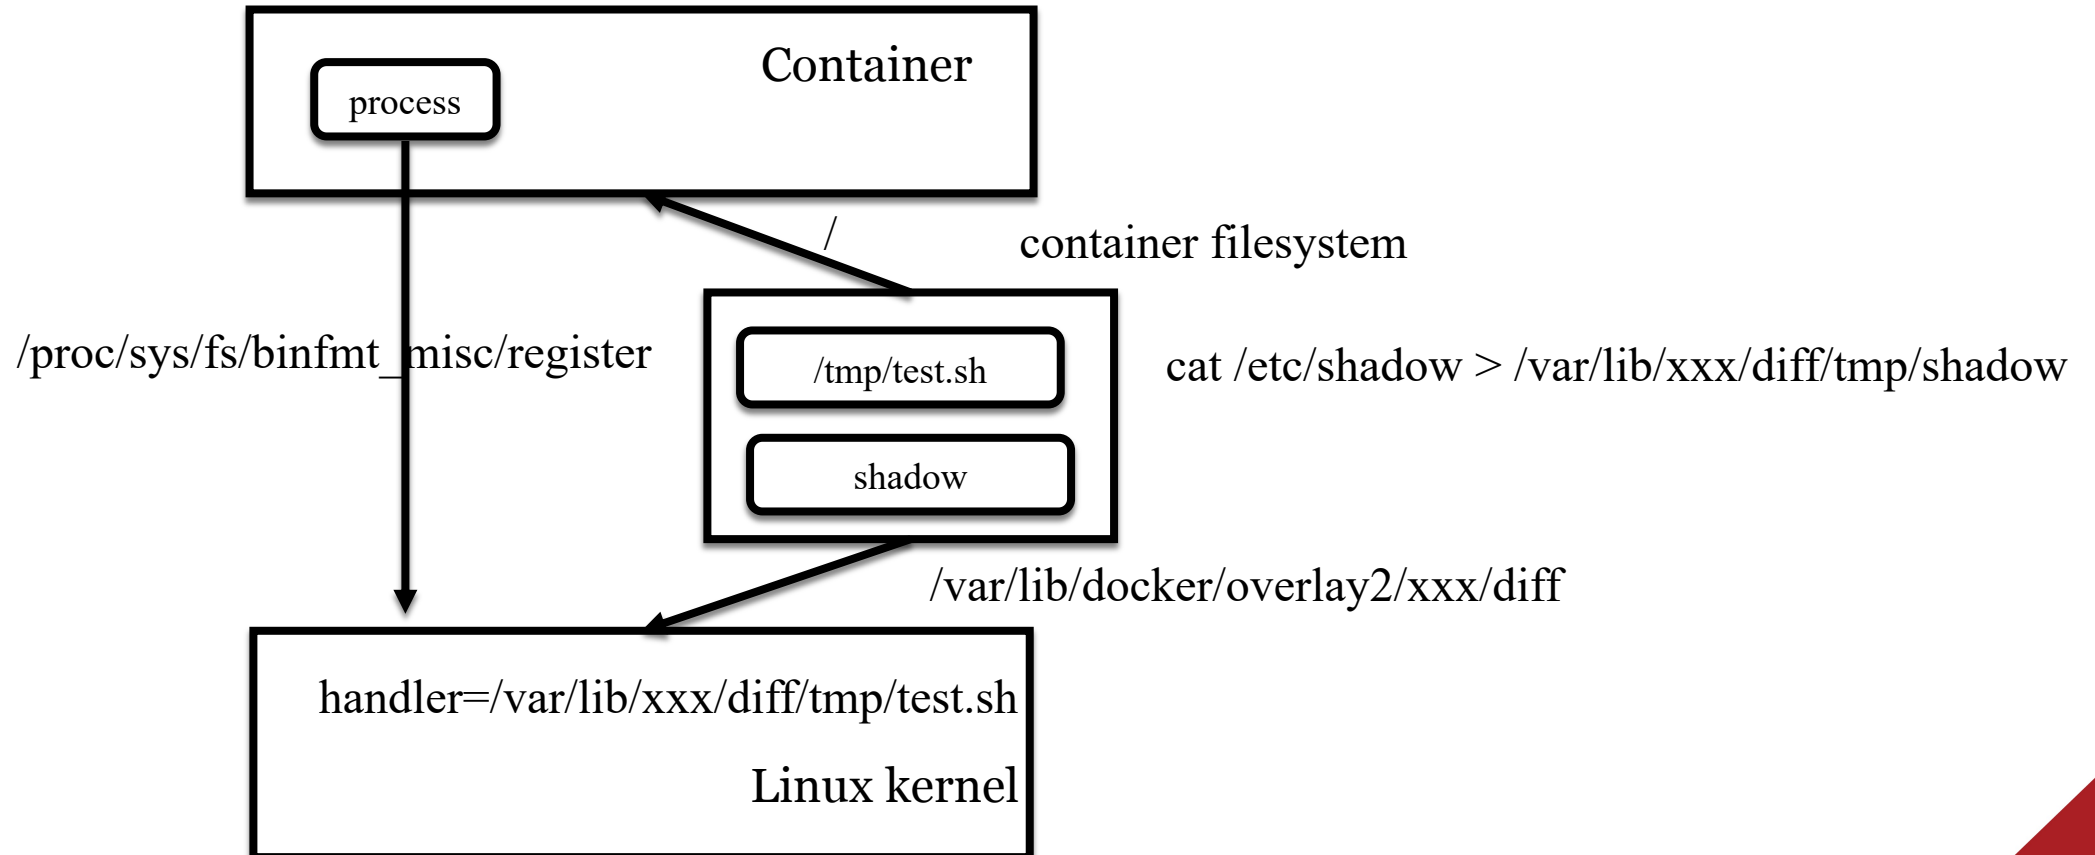 Container
process
/
container filesystem
/proc/sys/fs/binfmt_misc/register
/tmp/test.sh
cat /etc/shadow > /var/lib/xxx/diff/tmp/shadow
shadow
/var/lib/docker/overlay2/xxx/diff
handler=/var/lib/xxx/diff/tmp/test.sh
Linux kernel